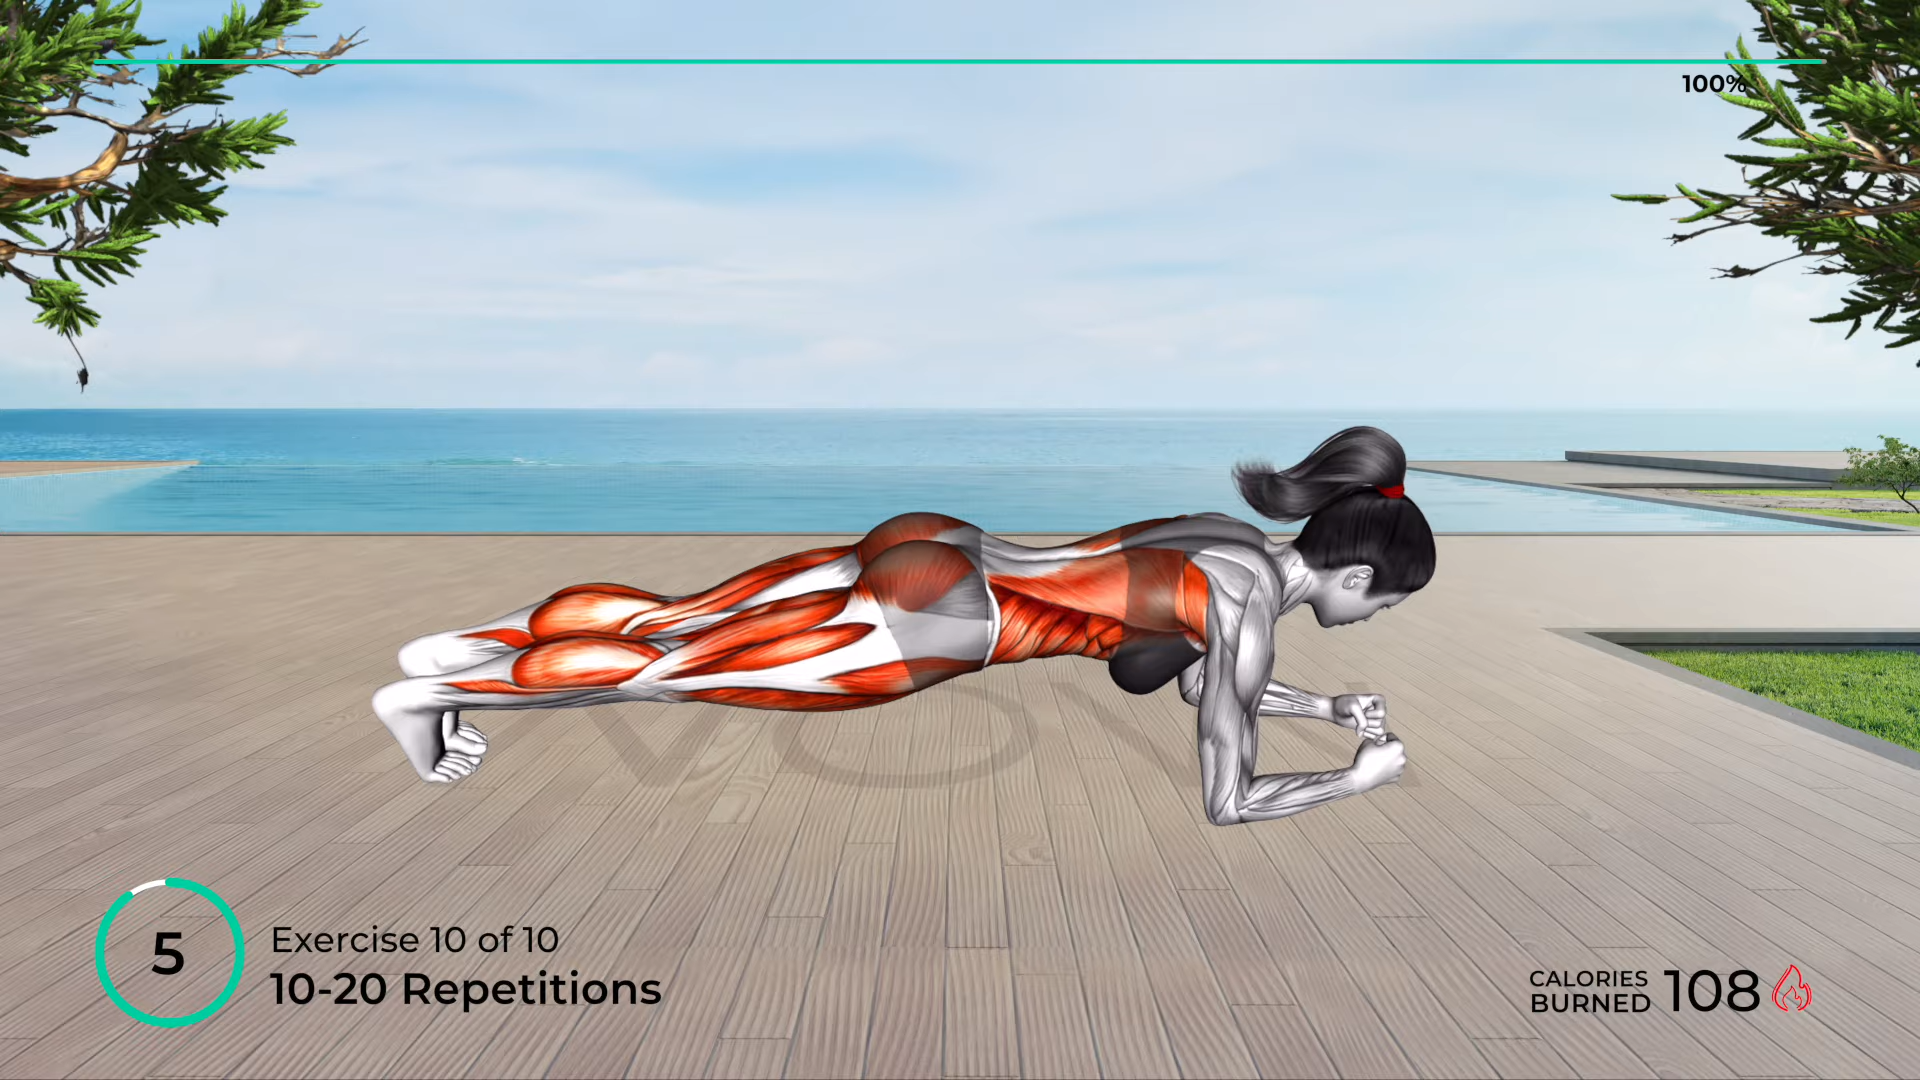 100%
5
Exercise 10 of 10
10-20 Repetitions
CALORIES
BURNED
108